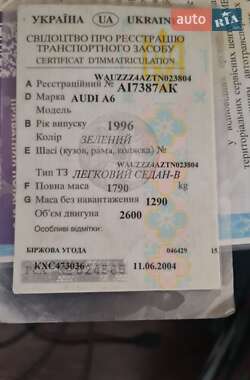 auto RIA
УКРАЇНА UA UKRAINE
СВІДОЦТВО ПРО РЕЄСТРАЦІЮ
ТРАНСПОРТНОГО ЗАСОБУ
CERTIFICAT D'IMMATRICULATION
WAUZZZ4AZTN023804
A Реєстраційний № AI7387AK
D Марка AUDI A6
Модель
B Рік випуску 1996
Колір ЗЕЛЕНИЙ
E Шасі (кузов, рама, коляска) №
WAUZZZ4AZTN023804
Тип ТЗ ЛЕГКОВИЙ СЕДАН-B
F Повна маса 1790 kg
G Маса без навантаження 1290
Об'єм двигуна 2600
Особливі відмітки:
БІРЖОВА УГОДА 046429 15.
KXC473036 11.06.2004